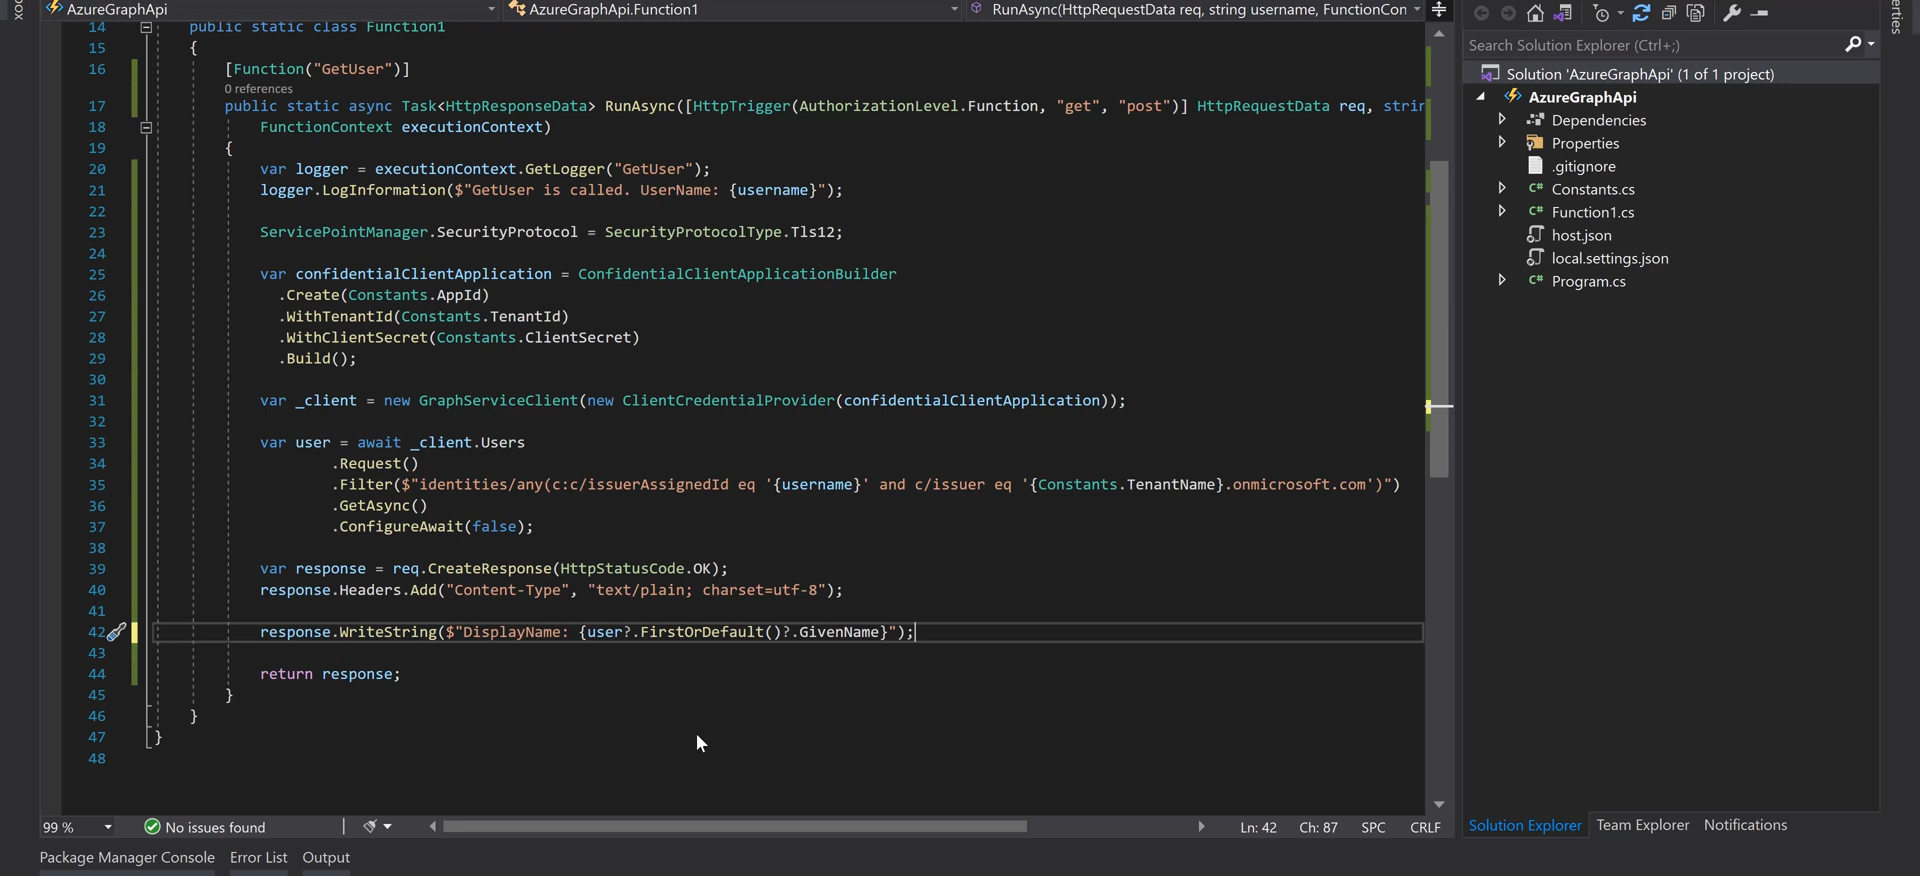 AzureGraphApi
AzureGraphApi.Function1
RunAsync(HttpRequestData req, string username, FunctionCon
14 public static class Function1
15 {
16 [Function("GetUser")]
0 references
17 public static async Task<HttpResponseData> RunAsync([HttpTrigger(AuthorizationLevel.Function, "get", "post")] HttpRequestData req, strin
18 FunctionContext executionContext)
19 {
20 var logger = executionContext.GetLogger("GetUser");
21 logger.LogInformation($"GetUser is called. UserName: {username}");
22
23 ServicePointManager.SecurityProtocol = SecurityProtocolType.Tls12;
24
25 var confidentialClientApplication = ConfidentialClientApplicationBuilder
26 .Create(Constants.AppId)
27 .WithTenantId(Constants.TenantId)
28 .WithClientSecret(Constants.ClientSecret)
29 .Build();
30
31 var _client = new GraphServiceClient(new ClientCredentialProvider(confidentialClientApplication));
32
33 var user = await _client.Users
34 .Request()
35 .Filter($"identities/any(c:c/issuerAssignedId eq '{username}' and c/issuer eq '{Constants.TenantName}.onmicrosoft.com')")
36 .GetAsync()
37 .ConfigureAwait(false);
38
39 var response = req.CreateResponse(HttpStatusCode.OK);
40 response.Headers.Add("Content-Type", "text/plain; charset=utf-8");
41
42 response.WriteString($"DisplayName: {user?.FirstOrDefault()?.GivenName}");
43
44 return response;
45 }
46 }
47 }
48
99 %
No issues found
Ln: 42 Ch: 87 SPC CRLF
Package Manager Console Error List Output
Search Solution Explorer (Ctrl+;)
Solution 'AzureGraphApi' (1 of 1 project)
AzureGraphApi
Dependencies
Properties
.gitignore
C# Constants.cs
C# Function1.cs
host.json
local.settings.json
C# Program.cs
Solution Explorer Team Explorer Notifications
erties